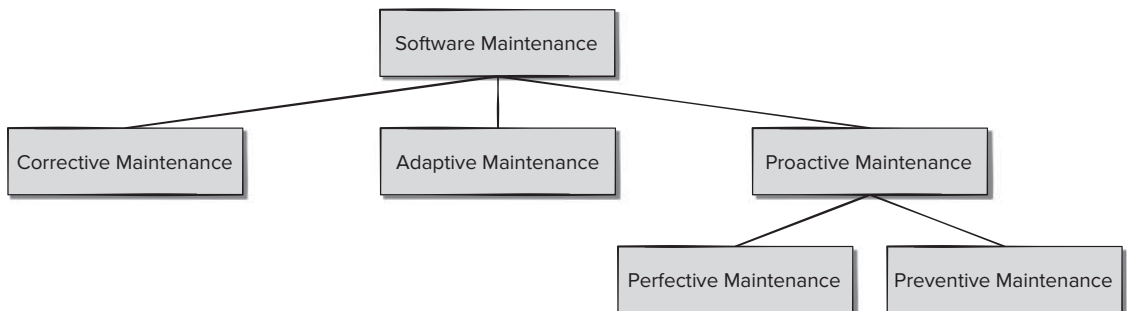 Software Maintenance
Corrective Maintenance
Adaptive Maintenance
Proactive Maintenance
Perfective Maintenance
Preventive Maintenance